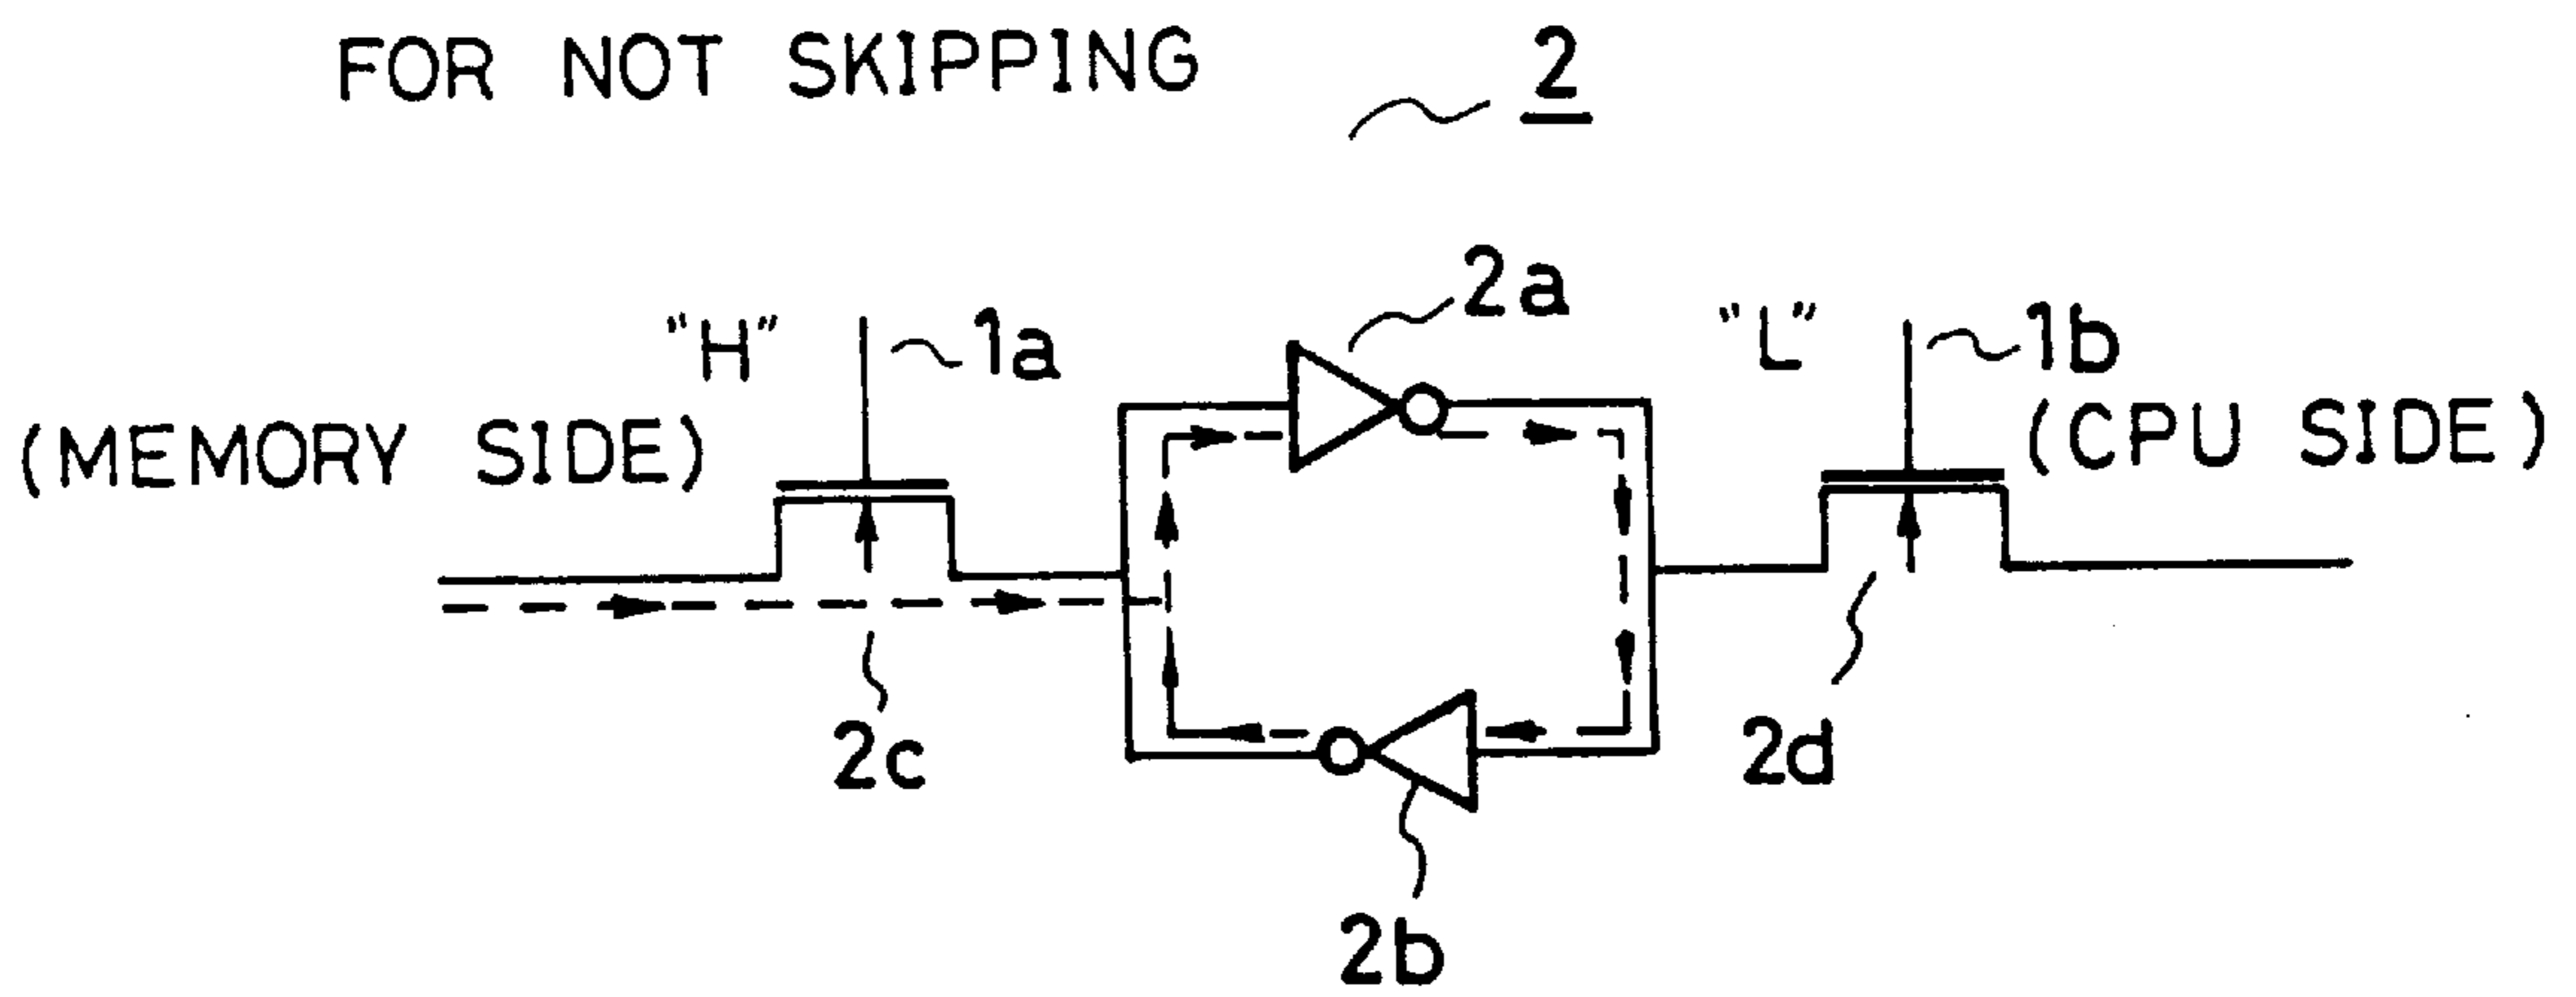 FOR NOT SKIPPING
2
2a
"H"
1a
"L"
1b
(MEMORY SIDE)
(CPU SIDE)
2c
2d
2b